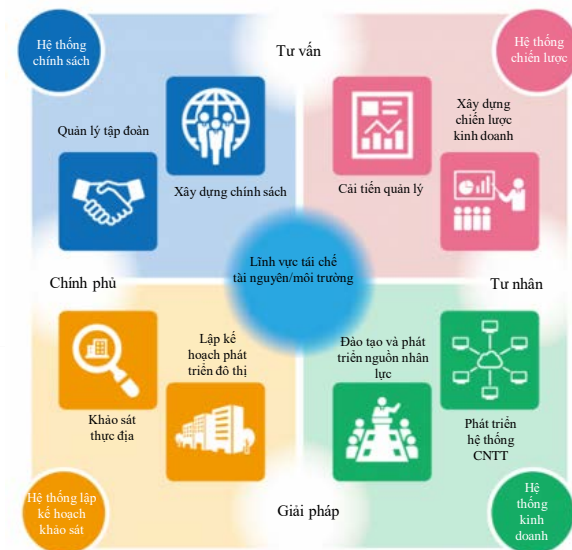 Hệ thống
chính sách
Tư vấn
Hệ thống
chiến lược
Quản lý tập đoàn
Xây dựng chính sách
Xây dựng
chiến lược
kinh doanh
Cải tiến quản lý
Lĩnh vực tái chế
tài nguyên/môi trường
Chính phủ
Tư nhân
Lập kế
hoạch phát
triển đô thị
Khảo sát
thực địa
Đào tạo và phát
triển nguồn nhân
lực
Phát triển
hệ thống
CNTT
Hệ thống lập
kế hoạch
khảo sát
Giải pháp
Hệ
thống
kinh
doanh